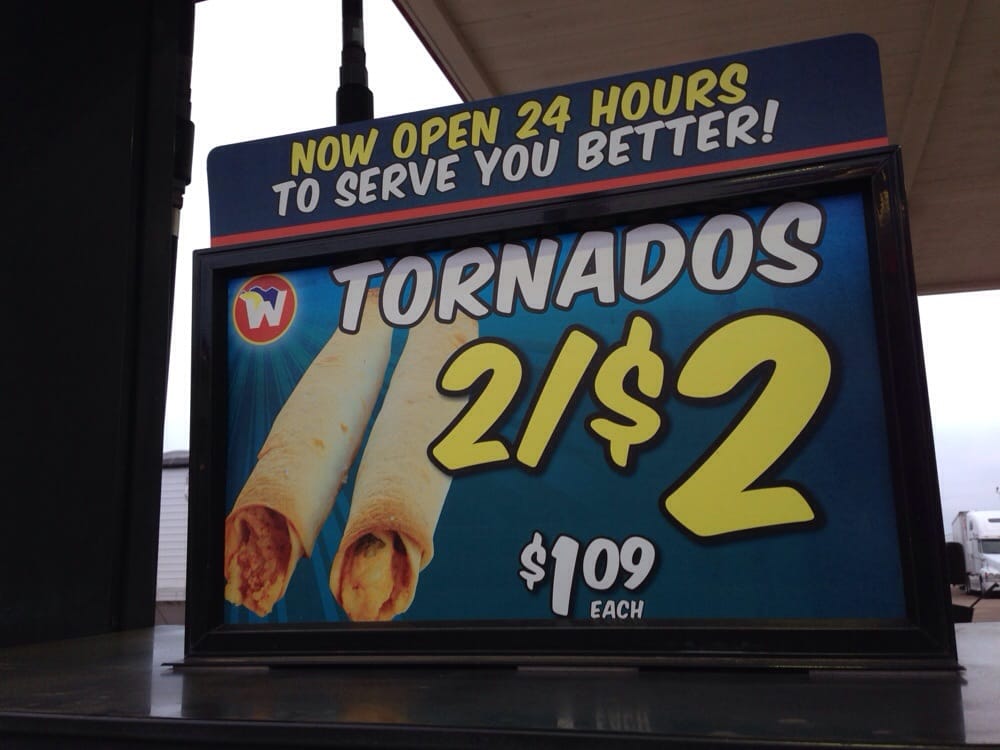 NOW OPEN 24 HOURS
TO SERVE YOU BETTER!
W
TORNADOS
2/$2
$109
EACH